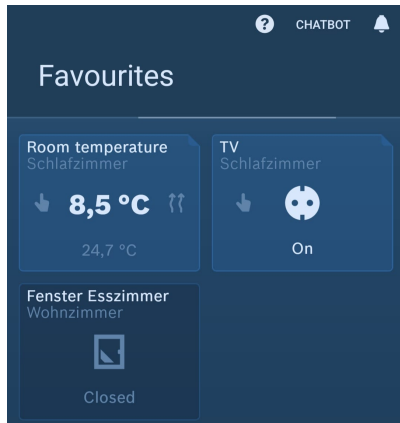 ? CHATBOT
Favourites
Room temperature
Schlafzimmer
8,5 °C
24,7 °C
TV
Schlafzimmer
On
Fenster Esszimmer
Wohnzimmer
Closed